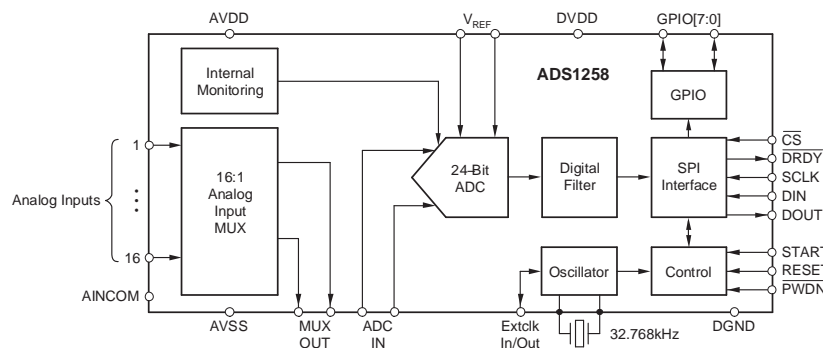 AVDD
VREF
DVDD
GPIO[7:0]
Internal
Monitoring
ADS1258
GPIO
1
CS
DRDY
16:1
Analog
Input
MUX
24-Bit
ADC
Digital
Filter
SPI
Interface
SCLK
DIN
DOUT
Analog Inputs
16
Oscillator
Control
START
RESET
PWDN
AINCOM
AVSS
MUX
OUT
ADC
IN
Extclk
In/Out
32.768kHz
DGND